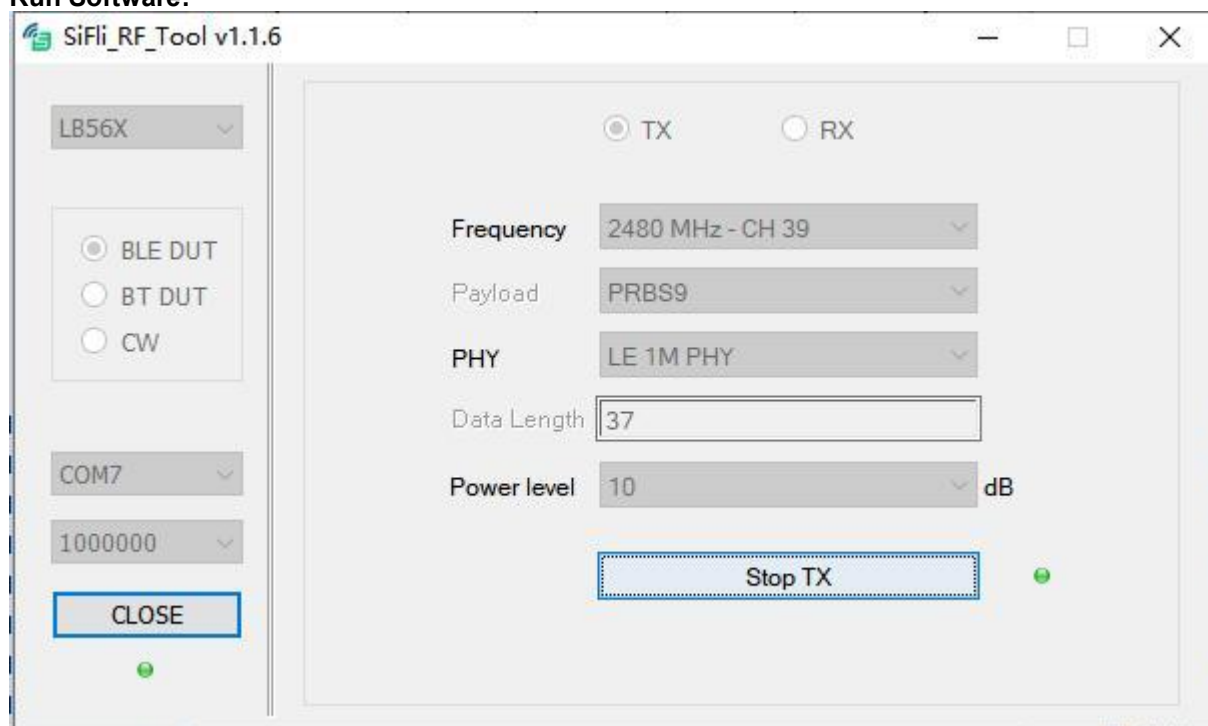 Run Software:
SiFli_RF_Tool v1.1.6
LB56X
TX RX
Frequency 2480 MHz - CH 39
BLE DUT
Payload PRBS9
BT DUT
CW
PHY LE 1M PHY
Data Length 37
COM7
Power level 10 dB
1000000
Stop TX
CLOSE